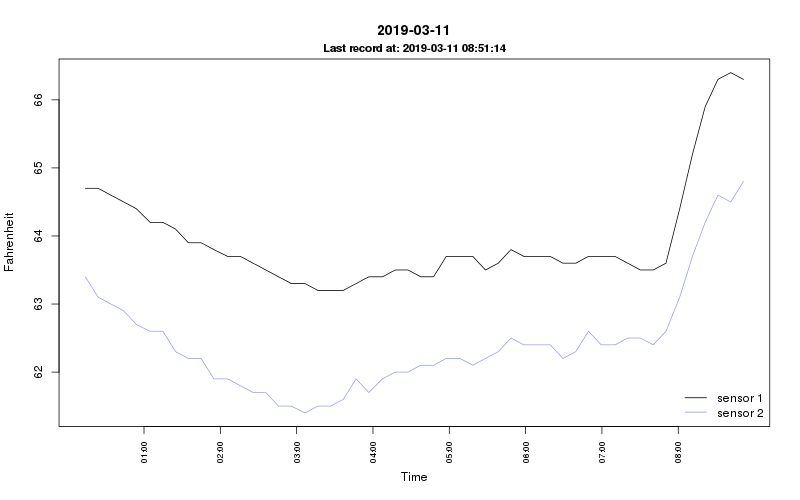 2019-03-11
Last record at: 2019-03-11 08:51:14
Fahrenheit
66
65
64
63
62
sensor 1
sensor 2
01:00 02:00 03:00 04:00 05:00 06:00 07:00 08:00
Time